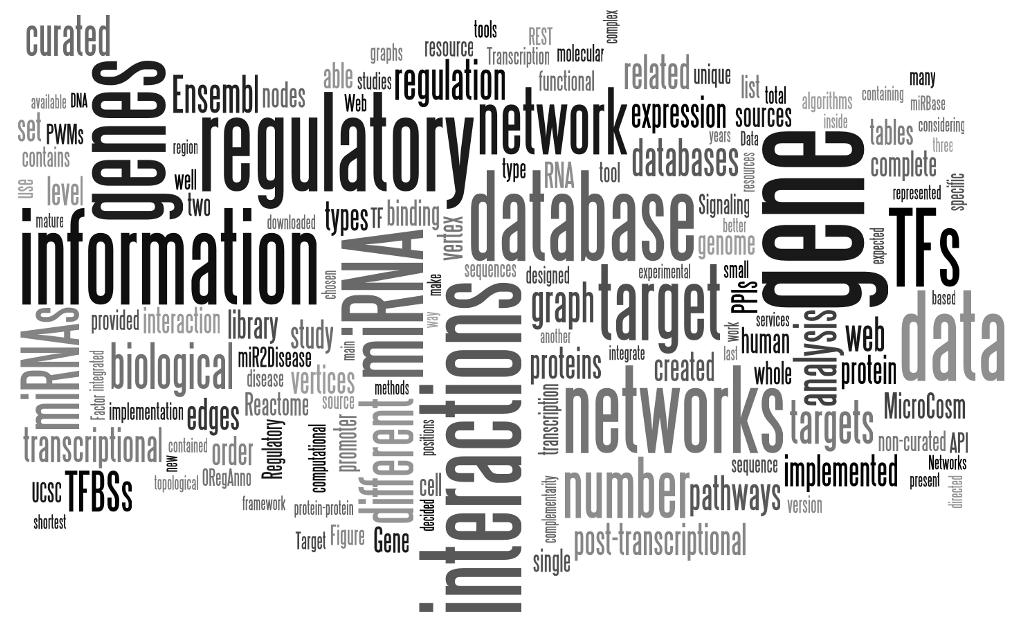 curated
tools
REST
complex
graphs
resource
Transcription
molecular
able
studies
regulation
functional
related
unique
list
total
many
available
DNA
genes
Ensembl
nodes
Web
regulatory
network
expression
sources
algorithms
containing
miRBase
set
PWMs
region
years
Data
inside
tables
considering
contains
databases
resources
gene
three
complete
use
level
well
two
type
RNA
tool
represented
specific
mature
downloaded
types
TF
binding
vertex
database
Signaling
better
genome
expected
TFs
information
chosen
miRNA
make
sequences
designed
experimental
small
PPIs
based
miRNAs
provided
interaction
library
study
way
interactions
graph
target
work
services
analysis
web
data
main
another
human
Factor
integrated
biological
miR2Disease
disease
vertices
proteins
integrate
created
last
whole
protein
methods
implementation
edges
Reactome
source
different
transcription
networks
targets
MicroCosm
transcriptional
contained
order
Regulatory
computational
promoter
positions
non-curated
API
new
topological
ORegAnno
sequence
implemented
Networks
present
directed
ucsc
TFBSs
cell
complementarity
number
pathways
version
shortest
framework
protein-protein
decided
Target
Figure
Gene
post-transcriptional
single